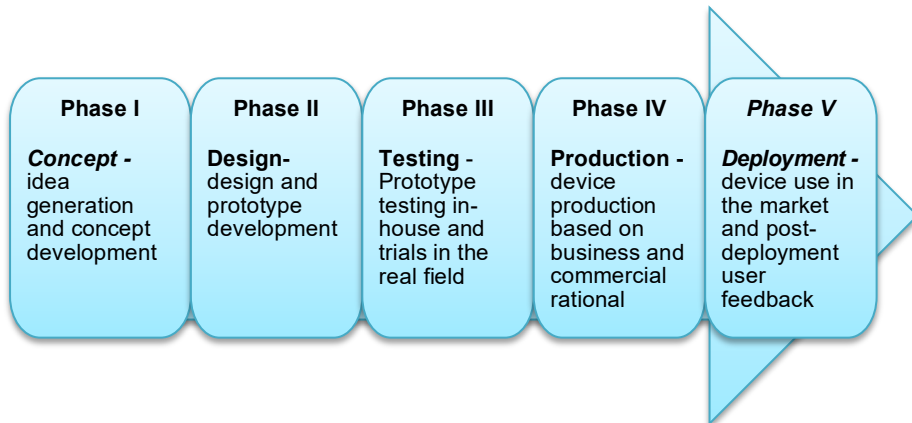 Phase I
Concept -
idea
generation
and concept
development
Phase II
Design-
design and
prototype
development
Phase III
Testing -
Prototype
testing in-
house and
trials in the
real field
Phase IV
Production -
device
production
based on
business and
commercial
rational
Phase V
Deployment -
device use in
the market
and post-
deployment
user
feedback